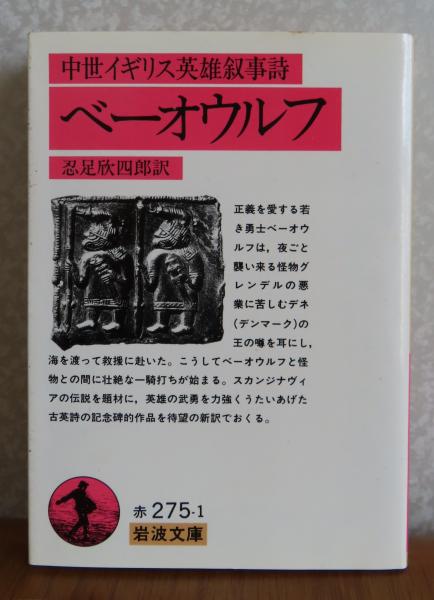 中世イギリス英雄叙事詩
ベーオウルフ
忍足欣四郎訳
正義を愛する若
き勇士ベーオウ
ルフは，夜ごと
襲い来る怪物グ
レンデルの悪
業に苦しむデネ
（デンマーク）の
王の噂を耳にし，
海を渡って救援に赴いた。こうしてベーオウルフと怪
物との間に壮絶な一騎打ちが始まる。スカンジナヴィ
アの伝説を題材に，英雄の武勇を力強くうたいあげた
古英詩の記念碑的作品を待望の新訳でおくる。
赤 275-1
岩波文庫